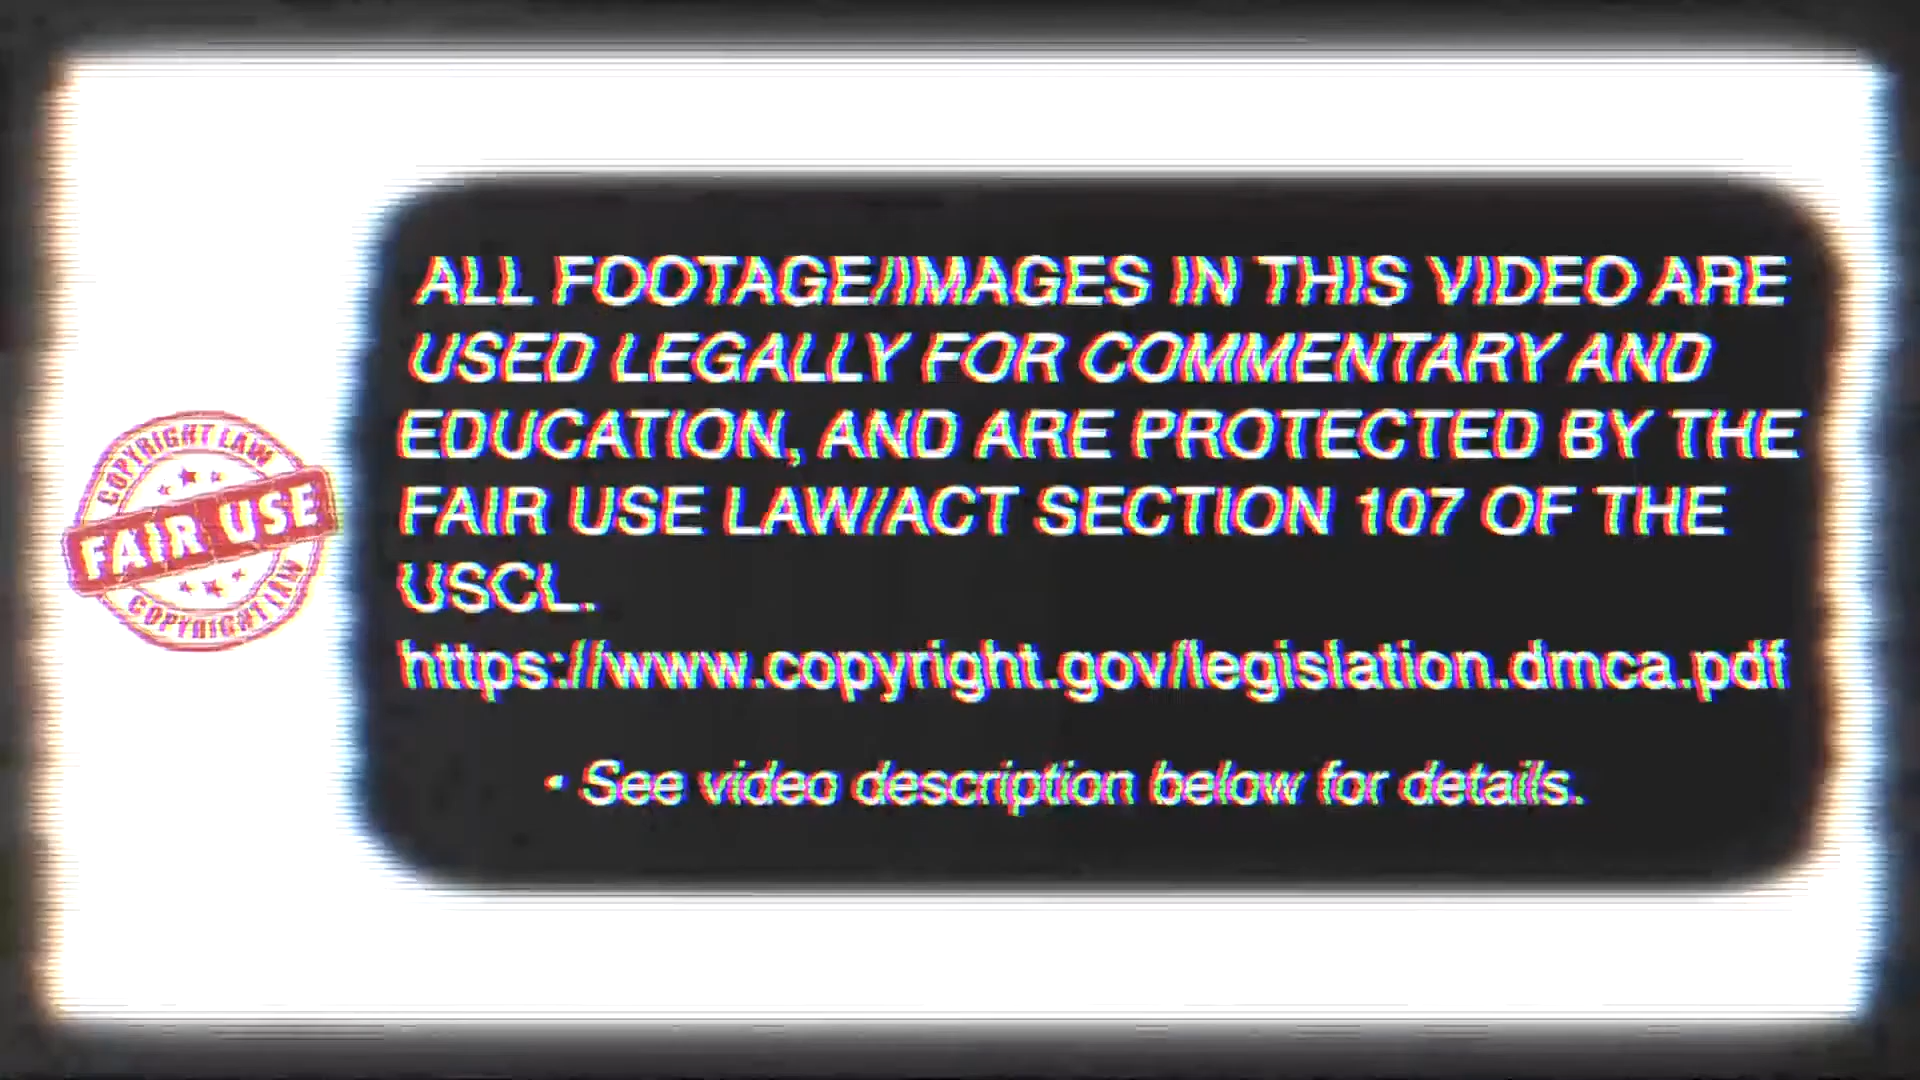 COPYRIGHT LAW
FAIR USE
COPYRIGHT LAW
ALL FOOTAGE/IMAGES IN THIS VIDEO ARE
USED LEGALLY FOR COMMENTARY AND
EDUCATION, AND ARE PROTECTED BY THE
FAIR USE LAW/ACT SECTION 107 OF THE
USCL.
https://www.copyright.gov/legislation.dmca.pdf
• See video description below for details.